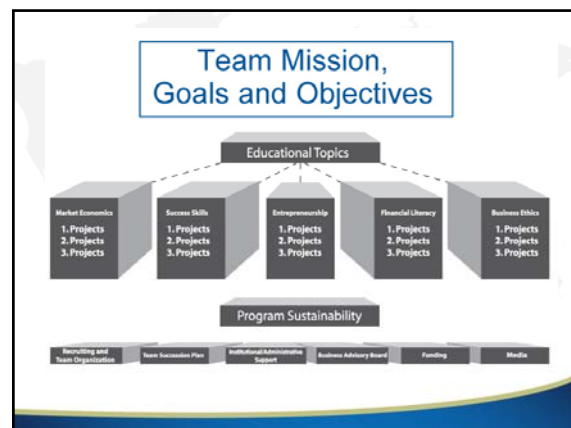 Team Mission,
Goals and Objectives
Educational Topics
Market Economics
1. Projects
2. Projects
3. Projects
Success Skills
1. Projects
2. Projects
3. Projects
Entrepreneurship
1. Projects
2. Projects
3. Projects
Financial Literacy
1. Projects
2. Projects
3. Projects
Business Ethics
1. Projects
2. Projects
3. Projects
Program Sustainability
Recruiting and
Team Organization
Team Succession Plan
Institutional/Administrative
Support
Business Advisory Board
Funding
Media